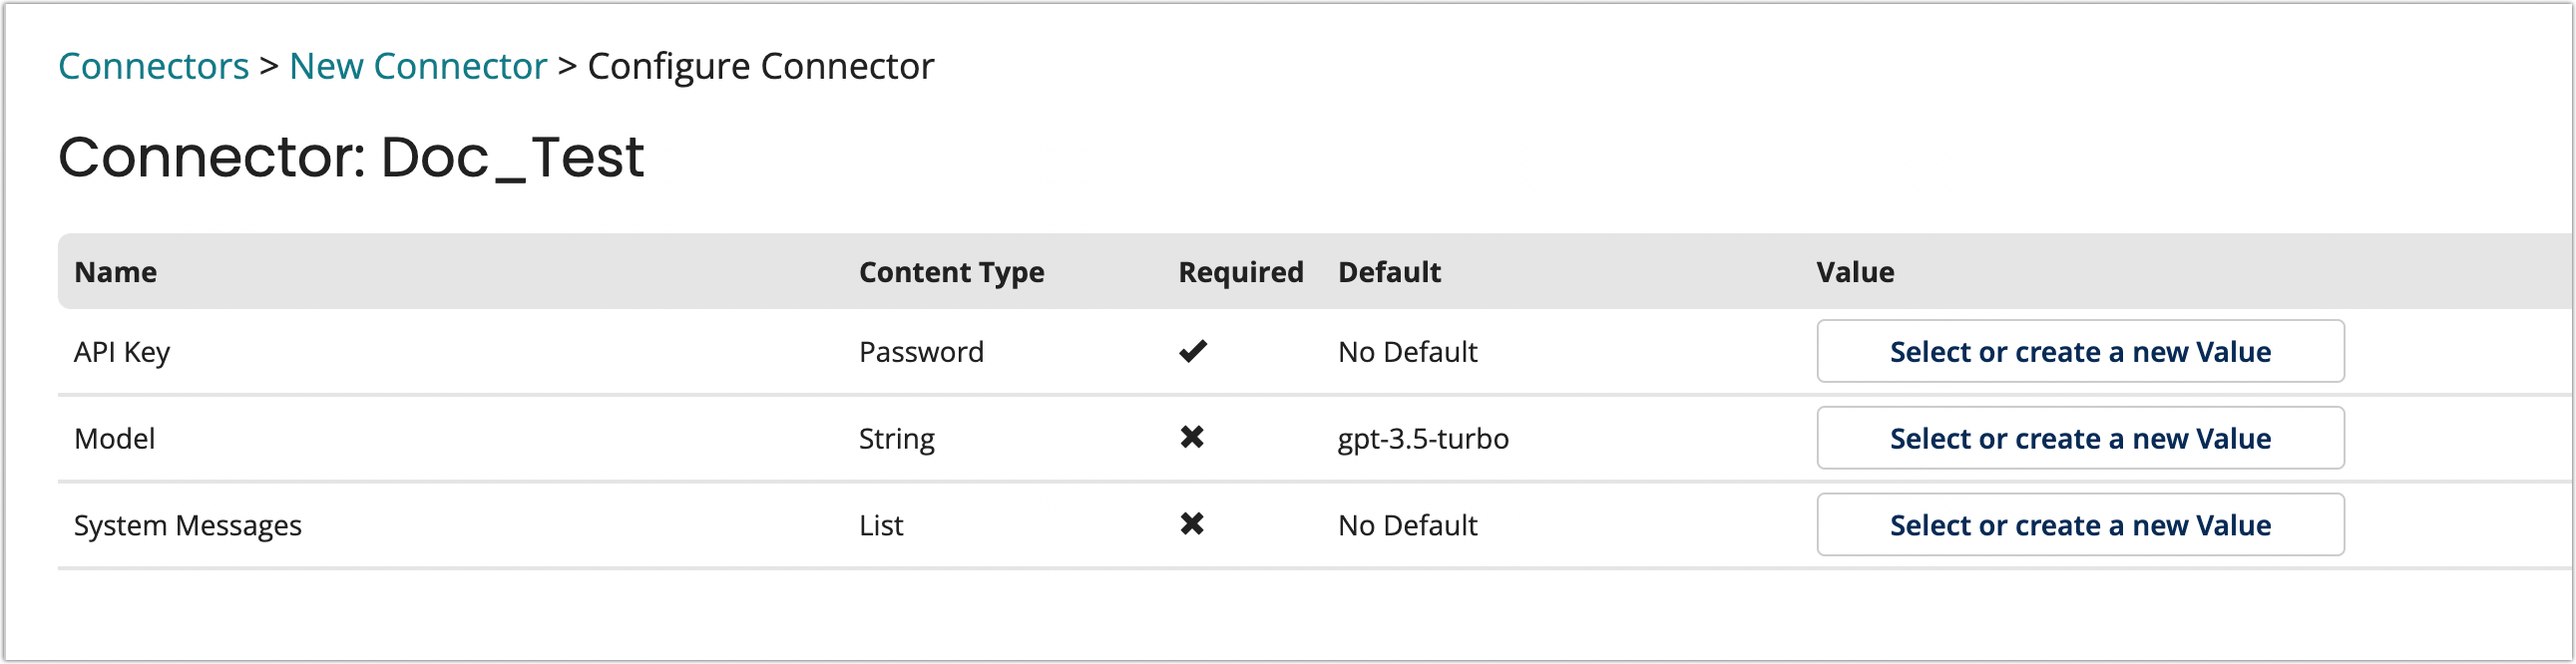 Connectors > New Connector > Configure Connector
Connector: Doc_Test
Name Content Type Required Default Value
API Key Password ✔ No Default Select or create a new Value
Model String ✖ gpt-3.5-turbo Select or create a new Value
System Messages List ✖ No Default Select or create a new Value